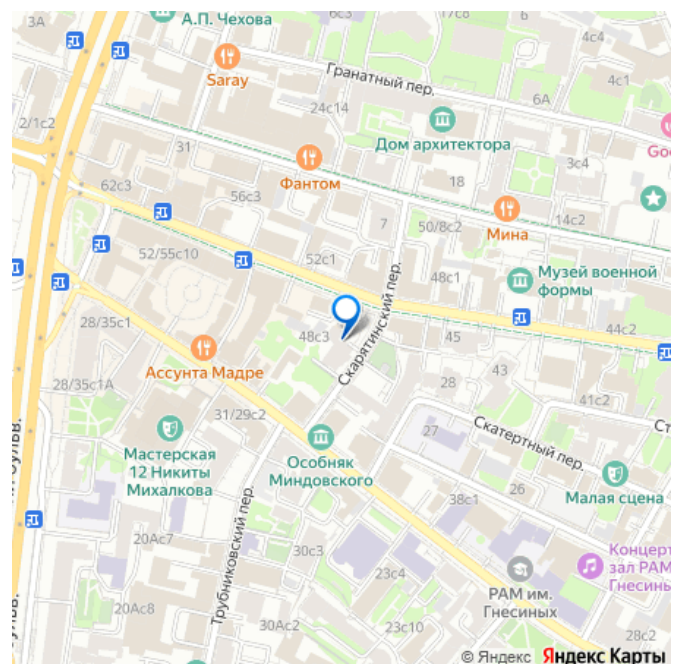 3А
А.П. Чехова
6с3
17с8
4с4
Saray
Гранатный пер.
4с1
2/1с2
24с14
6А
Дом архитектора
Goo
31
3с4
Фантом
18
62с3
56с3
14с2
7
50/8с2
Мина
52/55с10
52с1
48с1
Музей военной
формы
28/35с1
44с2
48с3
45
Скарятинский пер.
Ассунта Мадре
43
28/35с1А
28
41с2
31/29с2
Скатертный пер.
Ст
27
Мастерская
12 Никиты
Михалкова
Особняк
Миндовского
26
Малая сцена
38с1
Трубниковский пер.
20Ас7
30с3
Концерт
зал РАМ
Гнесиных
23с4
РАМ им.
Гнесиных
20Ас8
30Ас2
23с10
28с2
© Яндекс Яндекс Карты